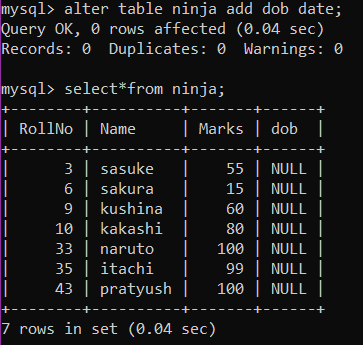 mysql> alter table ninja add dob date;
Query OK, 0 rows affected (0.04 sec)
Records: 0  Duplicates: 0  Warnings: 0

mysql> select*from ninja;
+--------+----------+-------+------+
| RollNo | Name     | Marks | dob  |
+--------+----------+-------+------+
|      3 | sasuke   |    55 | NULL |
|      6 | sakura   |    15 | NULL |
|      9 | kushina  |    60 | NULL |
|     10 | kakashi  |    80 | NULL |
|     33 | naruto   |   100 | NULL |
|     35 | itachi   |    99 | NULL |
|     43 | pratyush |   100 | NULL |
+--------+----------+-------+------+
7 rows in set (0.04 sec)